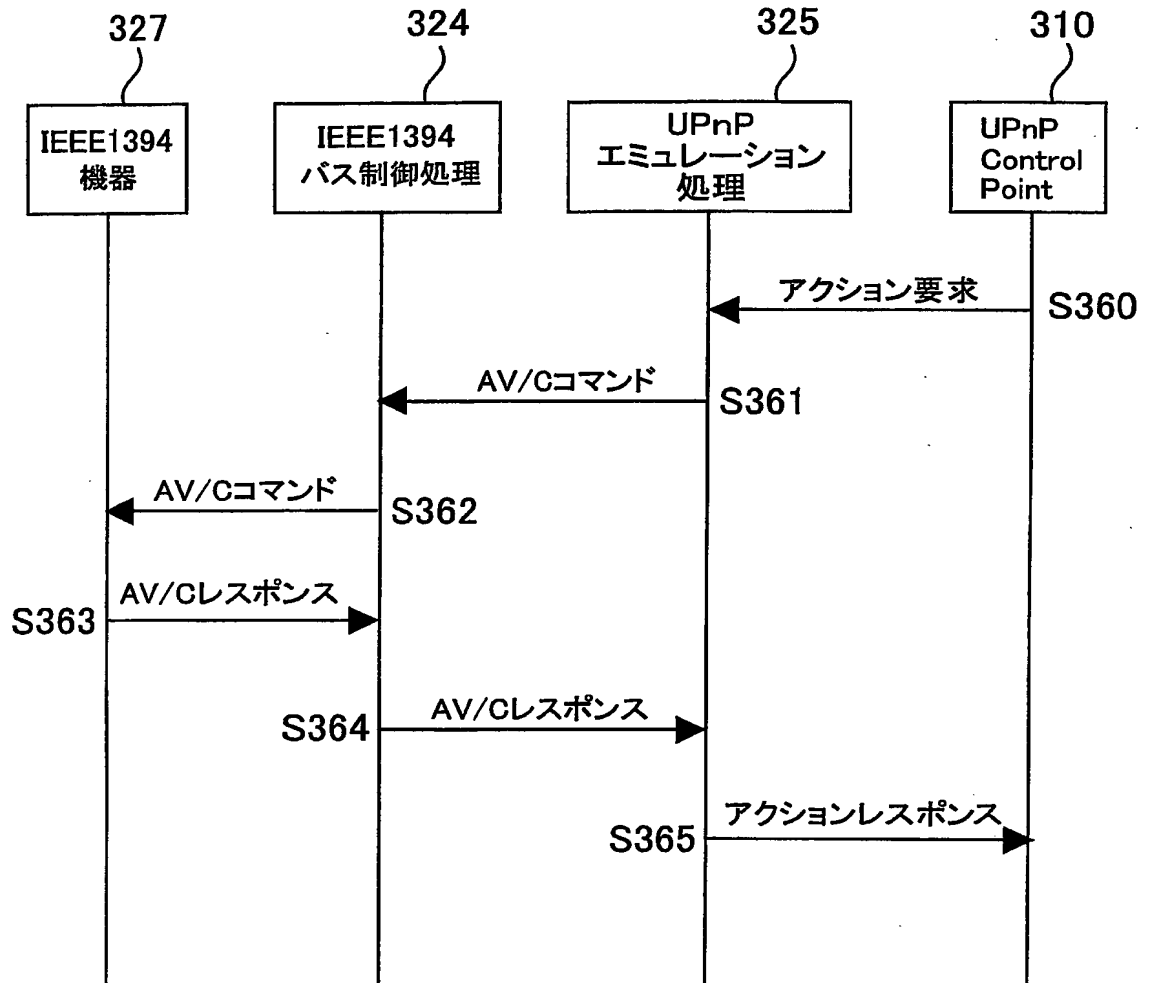 327
324
325
310
IEEE1394
機器
IEEE1394
バス制御処理
UPnP
エミュレーション
処理
UPnP
Control
Point
アクション要求
S360
AV/Cコマンド
S361
AV/Cコマンド
S362
AV/Cレスポンス
S363
AV/Cレスポンス
S364
アクションレスポンス
S365